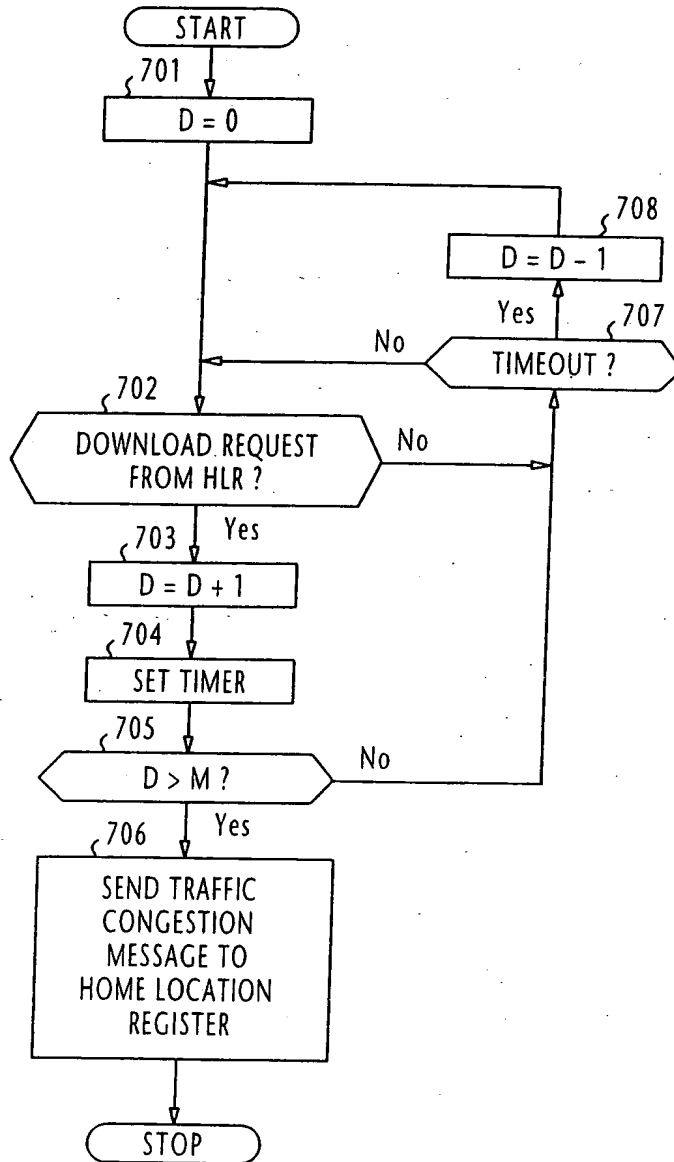 START
701
D = 0
708
D = D - 1
Yes
707
No
TIMEOUT ?
702
DOWNLOAD REQUEST
FROM HLR ?
No
Yes
703
D = D + 1
704
SET TIMER
705
D > M ?
No
Yes
706
SEND TRAFFIC
CONGESTION
MESSAGE TO
HOME LOCATION
REGISTER
STOP